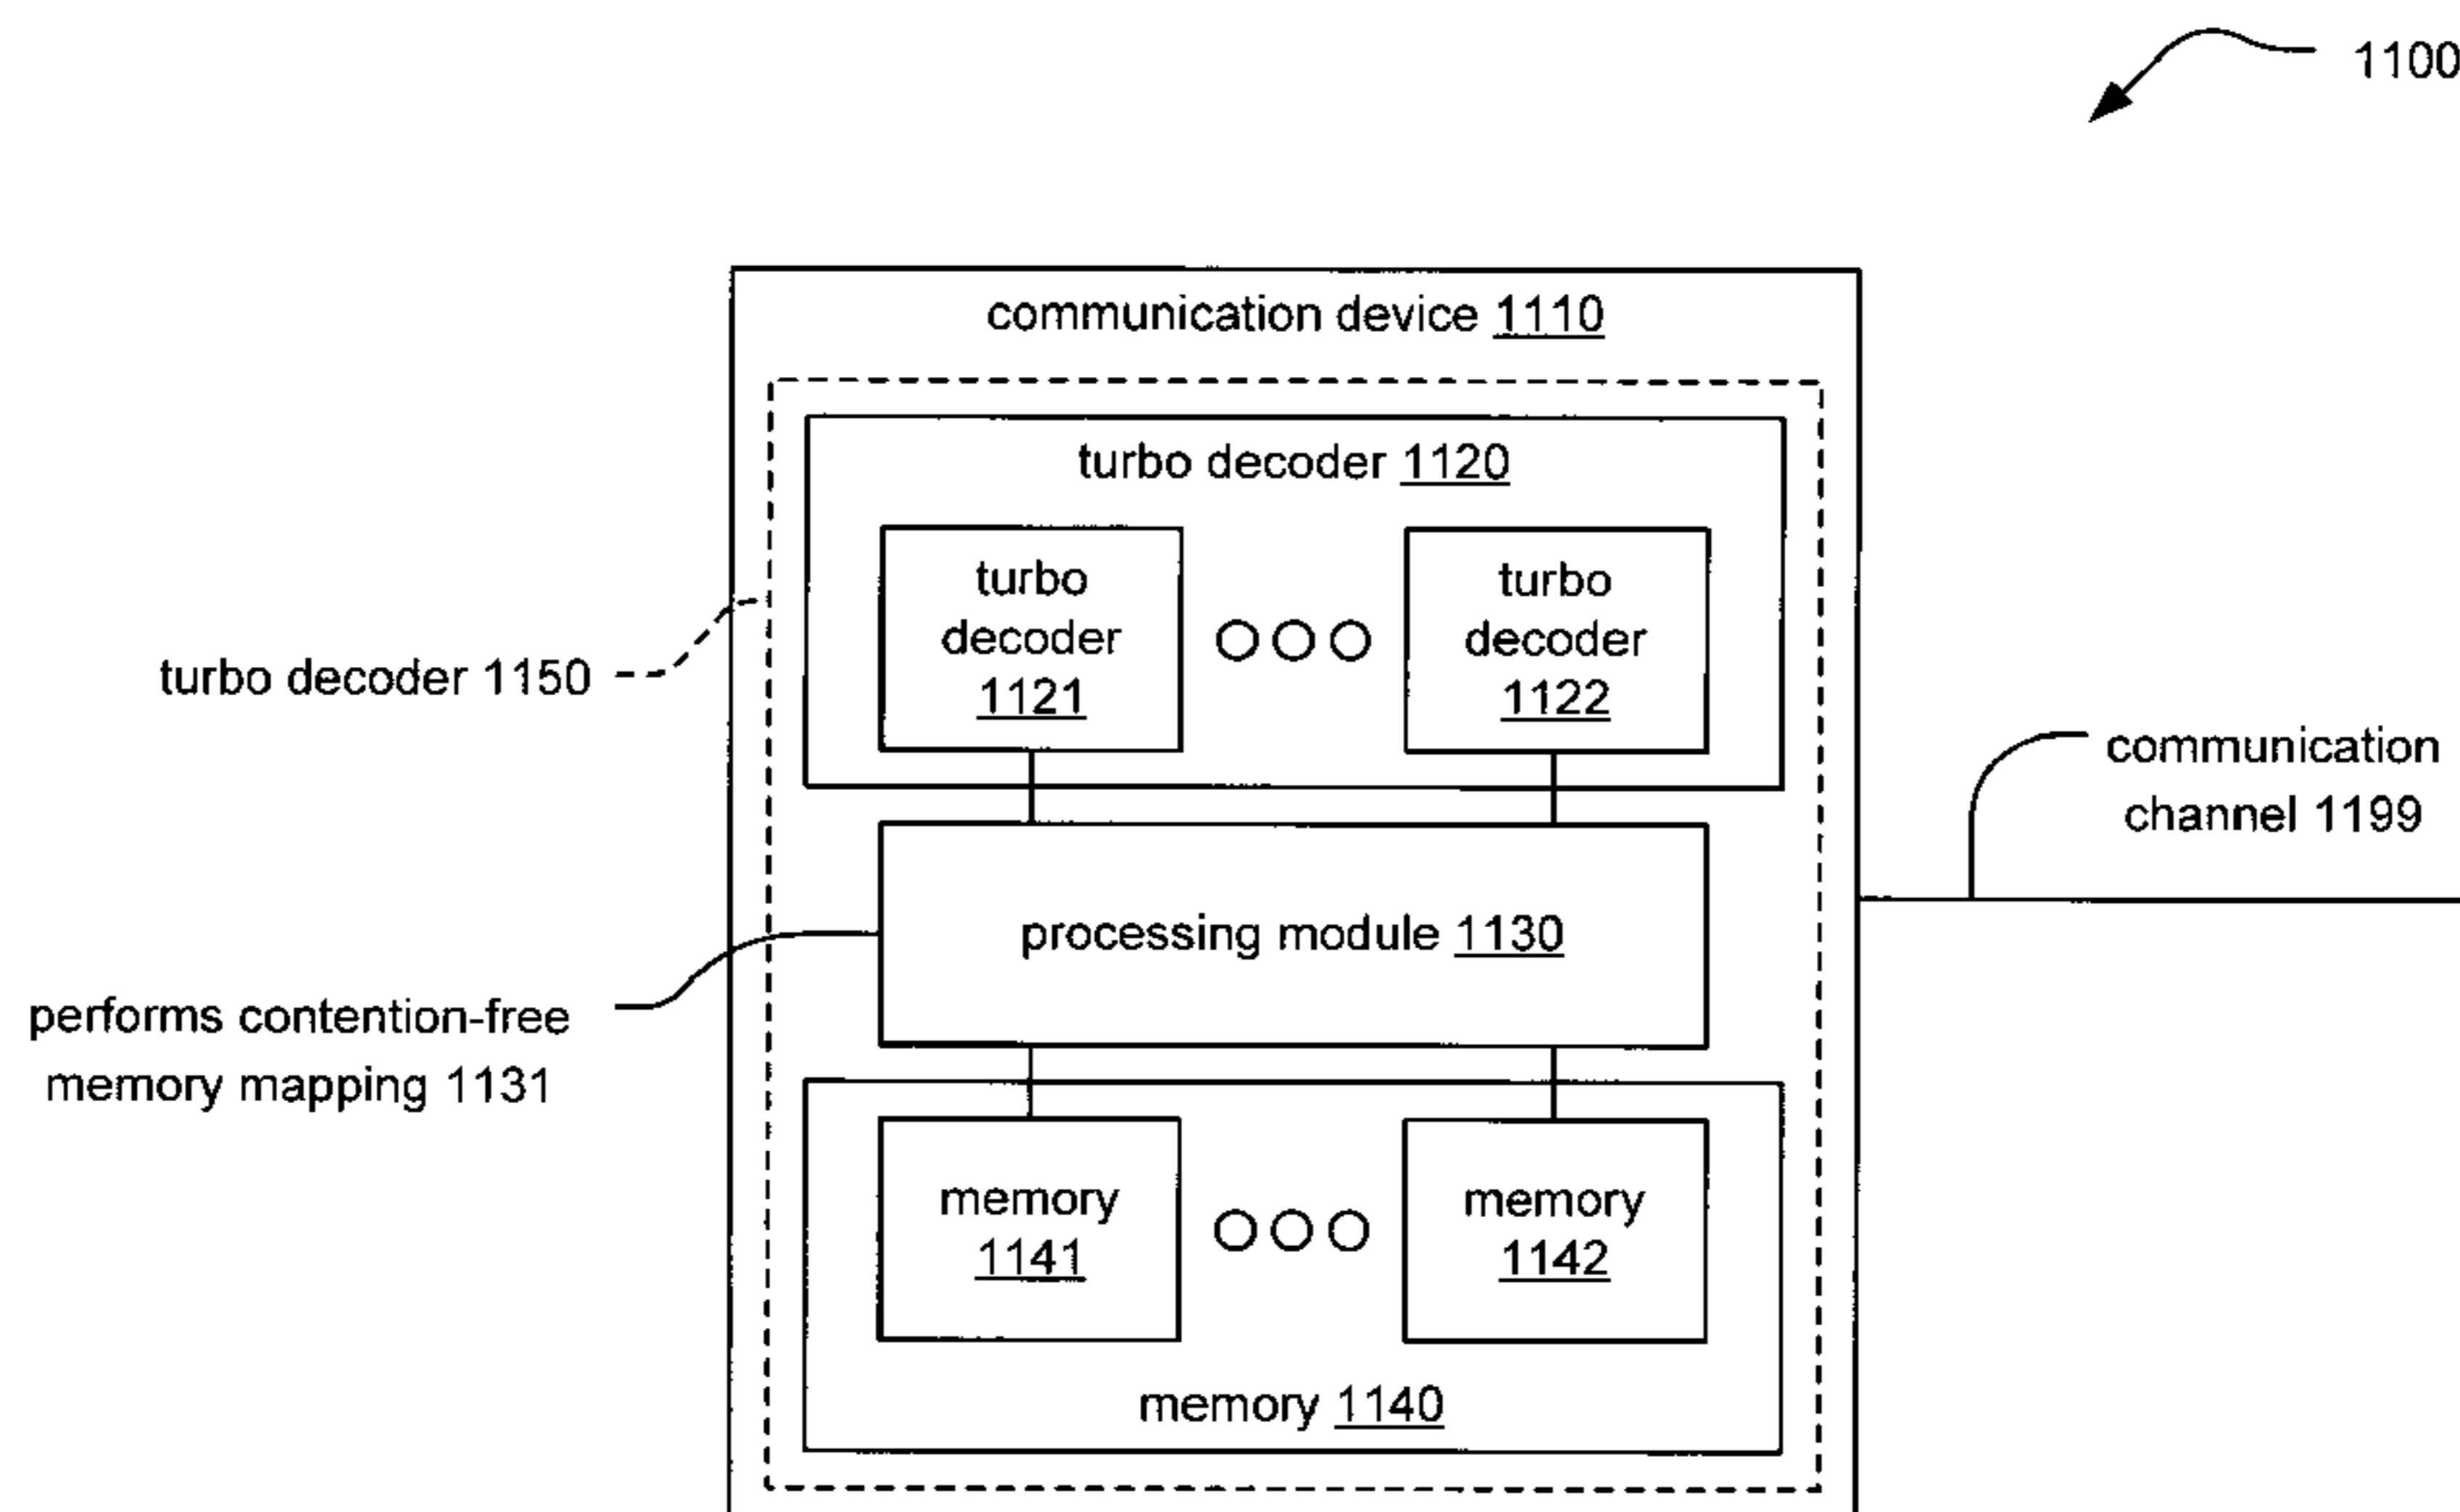 1100
communication device 1110
turbo decoder 1120
turbo
decoder
1121
turbo
decoder
1122
turbo decoder 1150
communication
channel 1199
processing module 1130
performs contention-free
memory mapping 1131
memory
1141
memory
1142
memory 1140